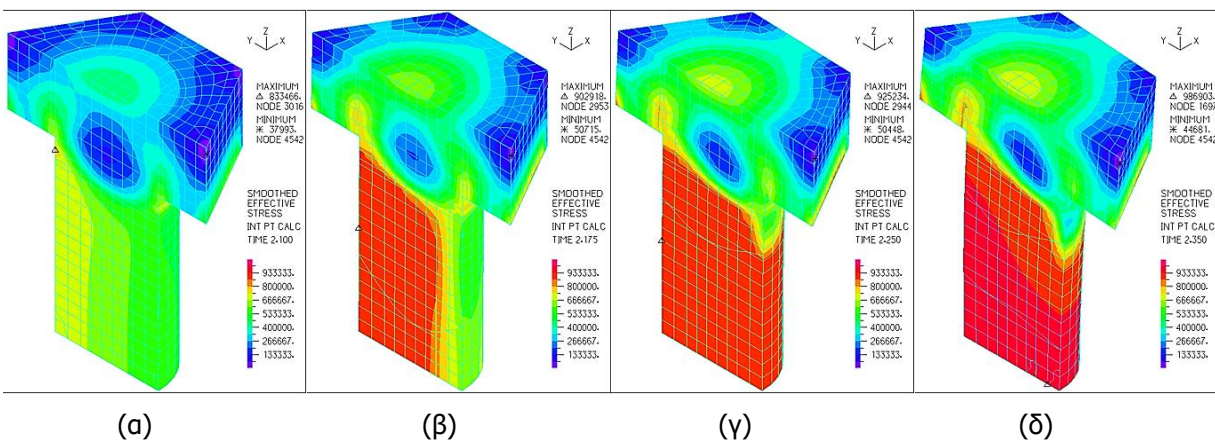 Z
Y X
MAXIMUM
△ 833466.
NODE 3016
MINIMUM
* 37993.
NODE 4542
SMOOTHED
EFFECTIVE
STRESS
INT PT CALC
TIME 2.100
933333.
800000.
666667.
533333.
400000.
266667.
133333.
(α)
Z
Y X
MAXIMUM
△ 902918.
NODE 2953
MINIMUM
* 50715.
NODE 4542
SMOOTHED
EFFECTIVE
STRESS
INT PT CALC
TIME 2.175
933333.
800000.
666667.
533333.
400000.
266667.
133333.
(β)
Z
Y X
MAXIMUM
△ 925234.
NODE 2944
MINIMUM
* 50448.
NODE 4542
SMOOTHED
EFFECTIVE
STRESS
INT PT CALC
TIME 2.250
933333.
800000.
666667.
533333.
400000.
266667.
133333.
(γ)
Z
Y X
MAXIMUM
△ 986903.
NODE 1697
MINIMUM
* 44681.
NODE 4542
SMOOTHED
EFFECTIVE
STRESS
INT PT CALC
TIME 2.350
933333.
800000.
666667.
533333.
400000.
266667.
133333.
(δ)